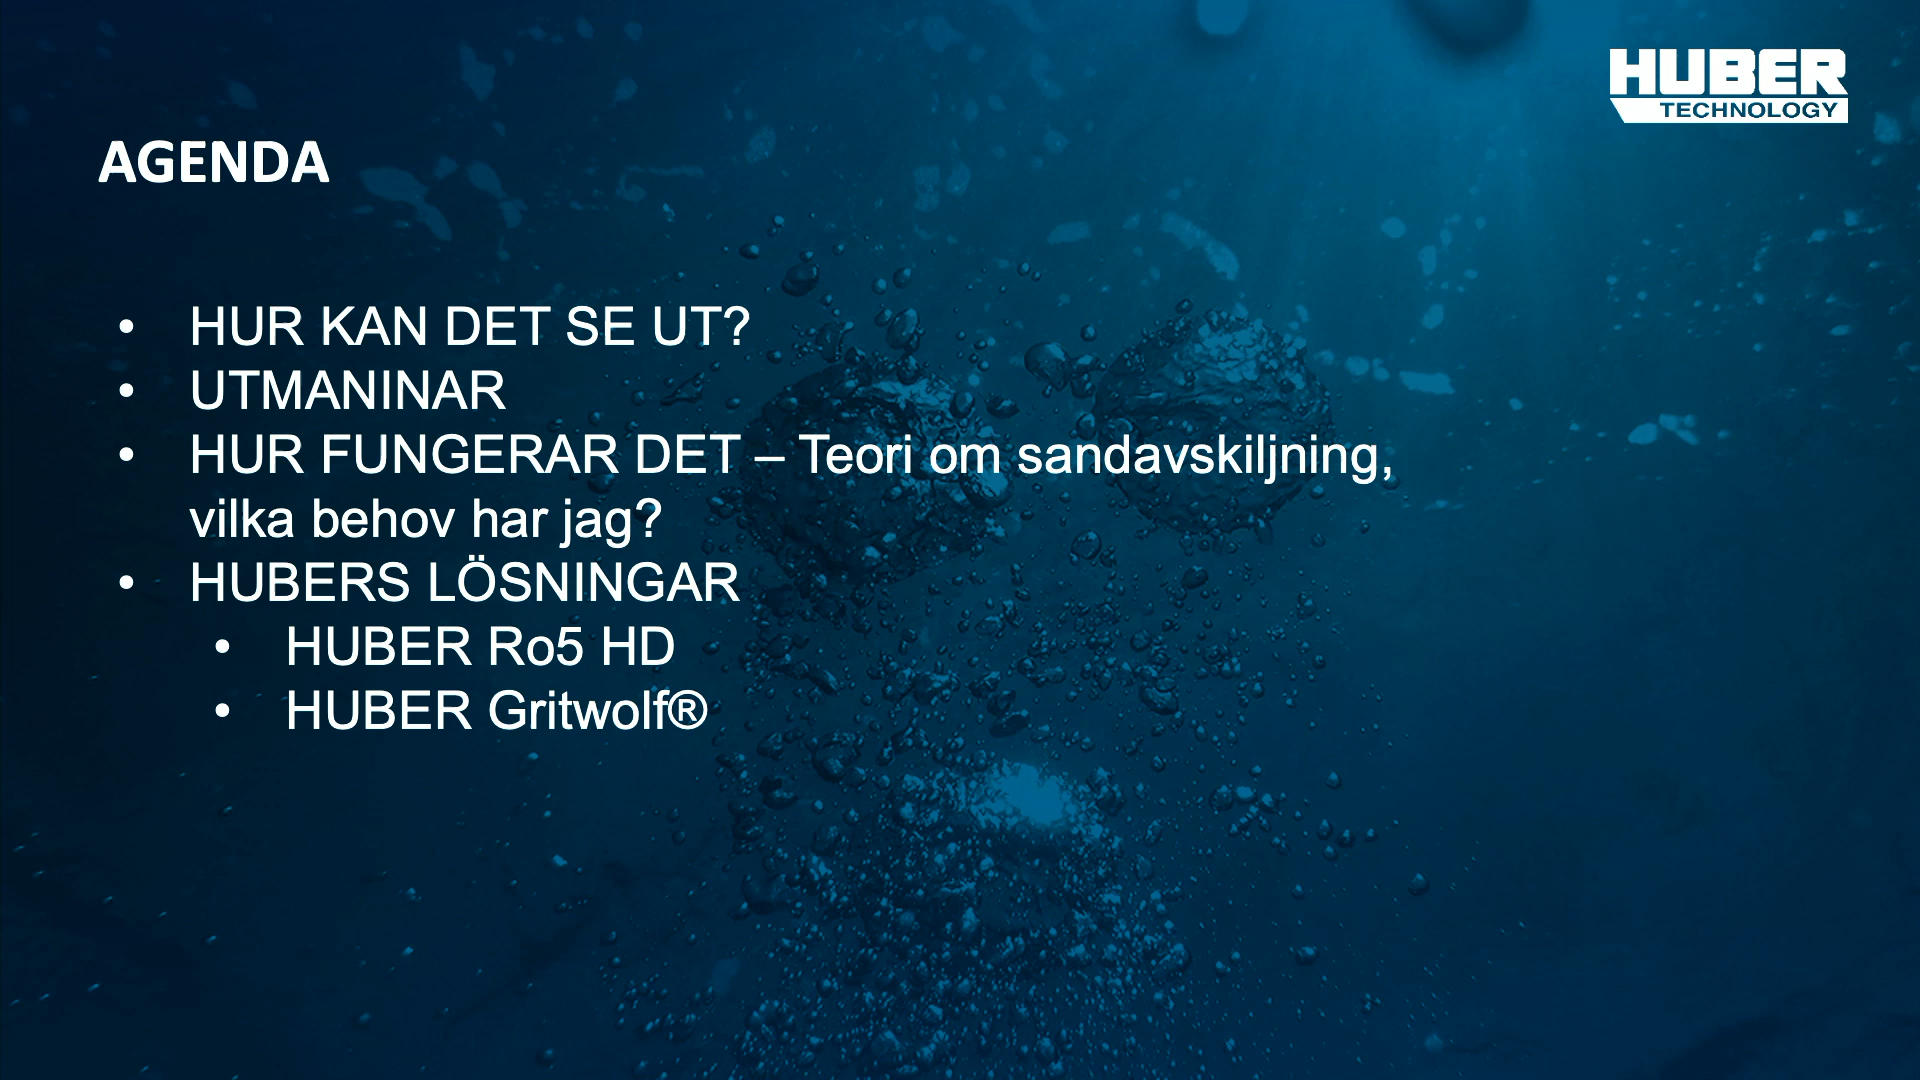 HUBER
TECHNOLOGY
AGENDA
• HUR KAN DET SE UT?
• UTMANINAR
• HUR FUNGERAR DET – Teori om sandavskiljning,
vilka behov har jag?
• HUBERS LÖSNINGAR
• HUBER Ro5 HD
• HUBER Gritwolf®